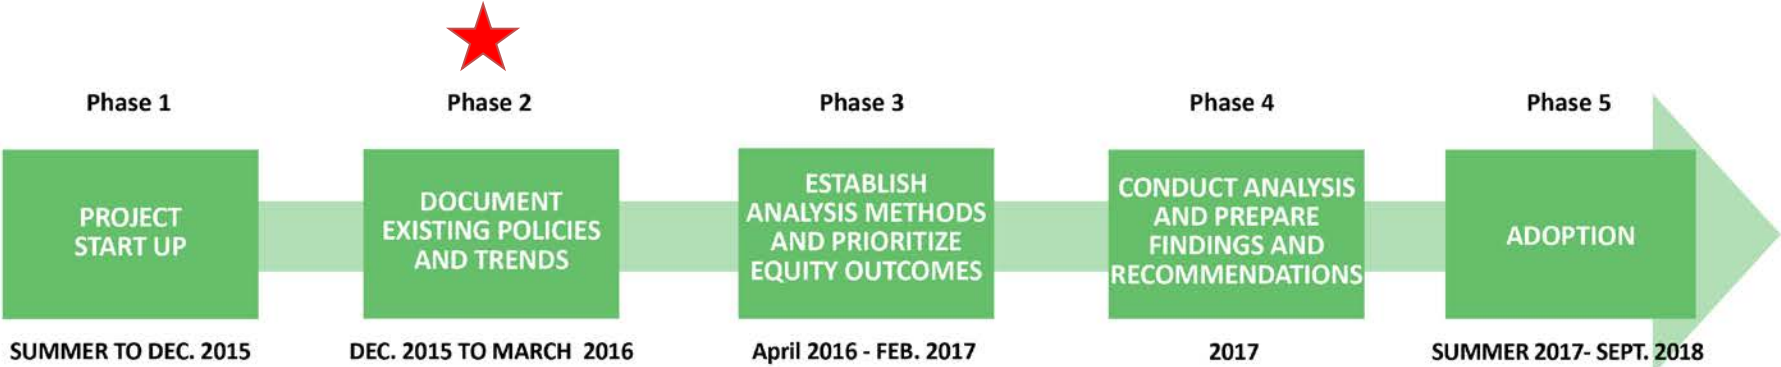 Phase 1
PROJECT
START UP
SUMMER TO DEC. 2015
Phase 2
DOCUMENT
EXISTING POLICIES
AND TRENDS
DEC. 2015 TO MARCH 2016
Phase 3
ESTABLISH
ANALYSIS METHODS
AND PRIORITIZE
EQUITY OUTCOMES
April 2016 - FEB. 2017
Phase 4
CONDUCT ANALYSIS
AND PREPARE
FINDINGS AND
RECOMMENDATIONS
2017
Phase 5
ADOPTION
SUMMER 2017- SEPT. 2018